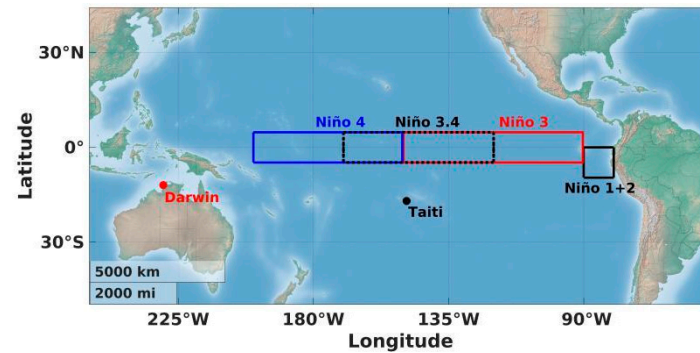 30°N
Niño 4
Niño 3.4
Niño 3
0°
Latitude
Niño 1+2
Darwin
Taiti
30°S
5000 km
2000 mi
225°W
180°W
135°W
90°W
Longitude